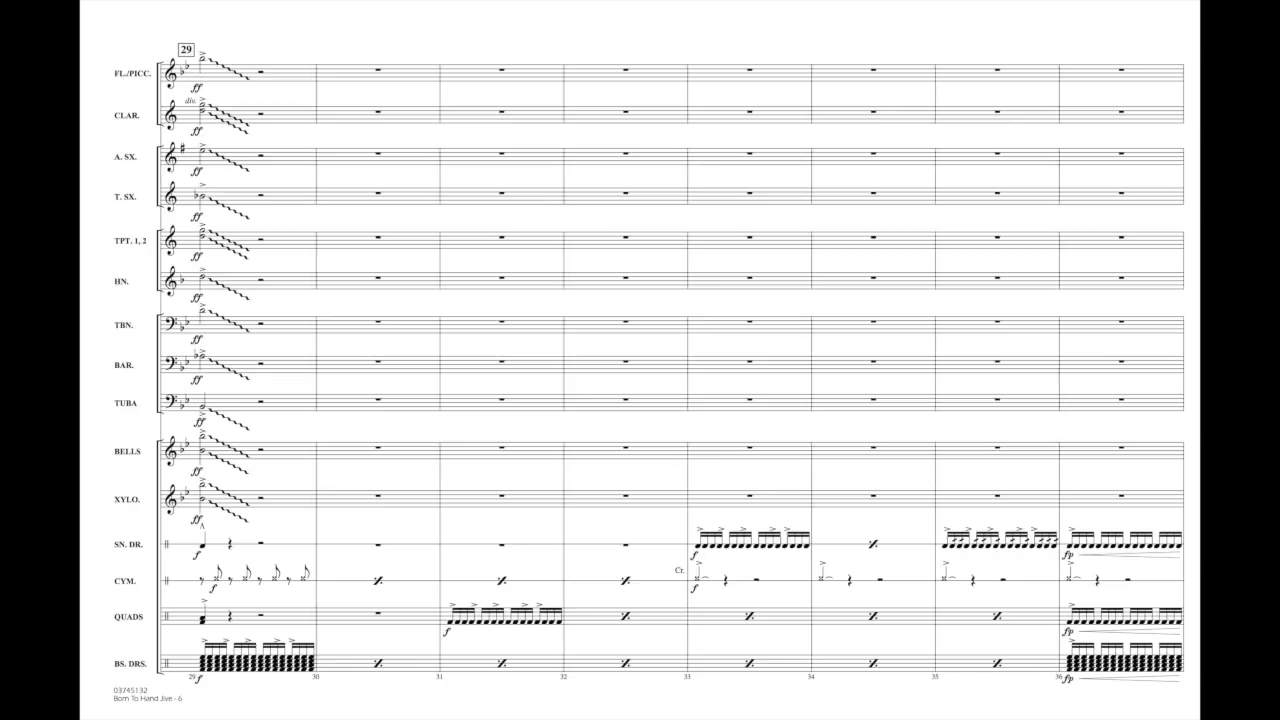 29
FL./PICC.
ff
div.
CLAR.
ff
A. SX.
ff
T. SX.
ff
TPT. 1, 2
ff
HN.
ff
TBN.
ff
BAR.
ff
TUBA
ff
BELLS
ff
XYLO.
ff
SN. DR.
f f fp
Cr.
CYM.
f f
QUADS
f fp
BS. DRS.
29 30 31 32 33 34 35 36
f fp
03745132
Born To Hand Jive - 6